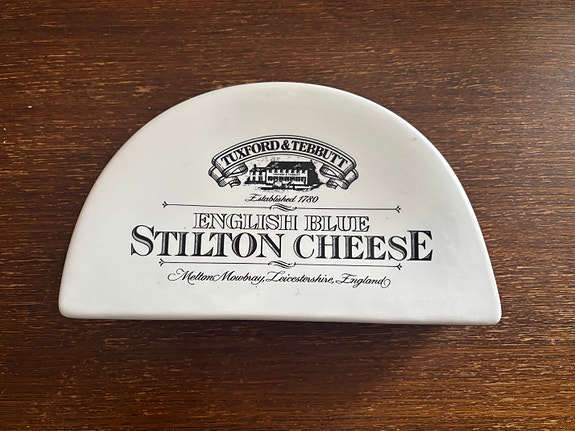 TUXFORD & TEBBUTT
Established 1780
ENGLISH BLUE
STILTON CHEESE
Melton Mowbray, Leicestershire, England